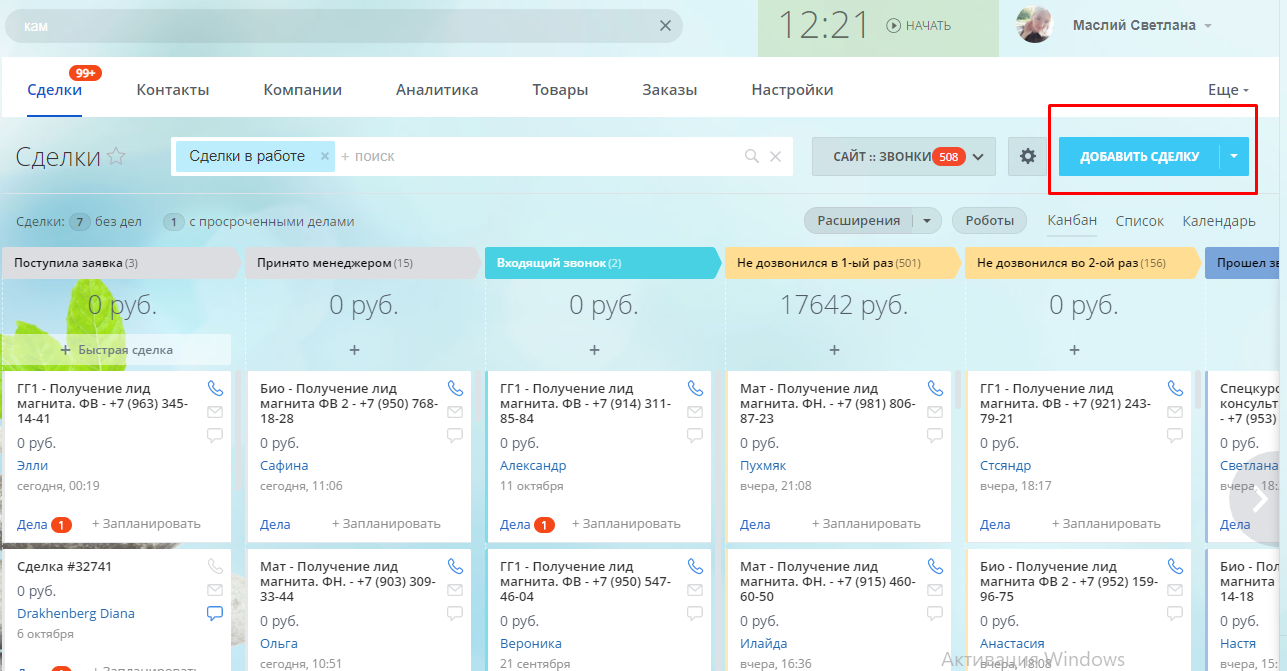 кам
12:21 НАЧАТЬ
Маслий Светлана
99+
Сделки Контакты Компании Аналитика Товары Заказы Настройки Еще
Сделки Сделки в работе + поиск САЙТ :: ЗВОНКИ 508 ДОБАВИТЬ СДЕЛКУ
Сделки: 7 без дел 1 с просроченными делами Расширения Роботы Канбан Список Календарь
Поступила заявка (3) Принято менеджером (15) Входящий звонок (2) Не дозвонился в 1-ый раз (501) Не дозвонился во 2-ой раз (156) Прошел зв
0 руб. 0 руб. 0 руб. 17642 руб. 0 руб.
+ Быстрая сделка + + + +
ГГ1 - Получение лид
магнита. ФВ - +7 (963) 345-
14-41
0 руб.
Элли
сегодня, 00:19
Дела 1 + Запланировать
Био - Получение лид
магнита ФВ 2 - +7 (950) 768-
18-28
0 руб.
Сафина
сегодня, 11:06
Дела + Запланировать
ГГ1 - Получение лид
магнита. ФВ - +7 (914) 311-
85-84
0 руб.
Александр
11 октября
Дела 1 + Запланировать
Мат - Получение лид
магнита. ФН. - +7 (981) 806-
87-23
0 руб.
Пухмяк
вчера, 21:08
Дела + Запланировать
ГГ1 - Получение лид
магнита. ФВ - +7 (921) 243-
79-21
0 руб.
Стсяндр
вчера, 18:17
Дела + Запланировать
Спецкурс
консульт
- +7 (953)
0 руб.
Светлана
вчера, 18:
Дела
Сделка #32741
0 руб.
Drakhenberg Diana
6 октября
Мат - Получение лид
магнита. ФН. - +7 (903) 309-
33-44
0 руб.
Ольга
сегодня, 10:51
ГГ1 - Получение лид
магнита. ФВ - +7 (950) 547-
46-04
0 руб.
Вероника
21 сентября
Мат - Получение лид
магнита. ФН. - +7 (915) 460-
60-50
0 руб.
Илайда
вчера, 16:36
Био - Получение лид
магнита ФВ 2 - +7 (952) 159-
96-75
0 руб.
Анастасия
вчера, 18:08
Био - Пол
магнита
14-18
0 руб.
Настя
вчера, 15:
Активация Windows